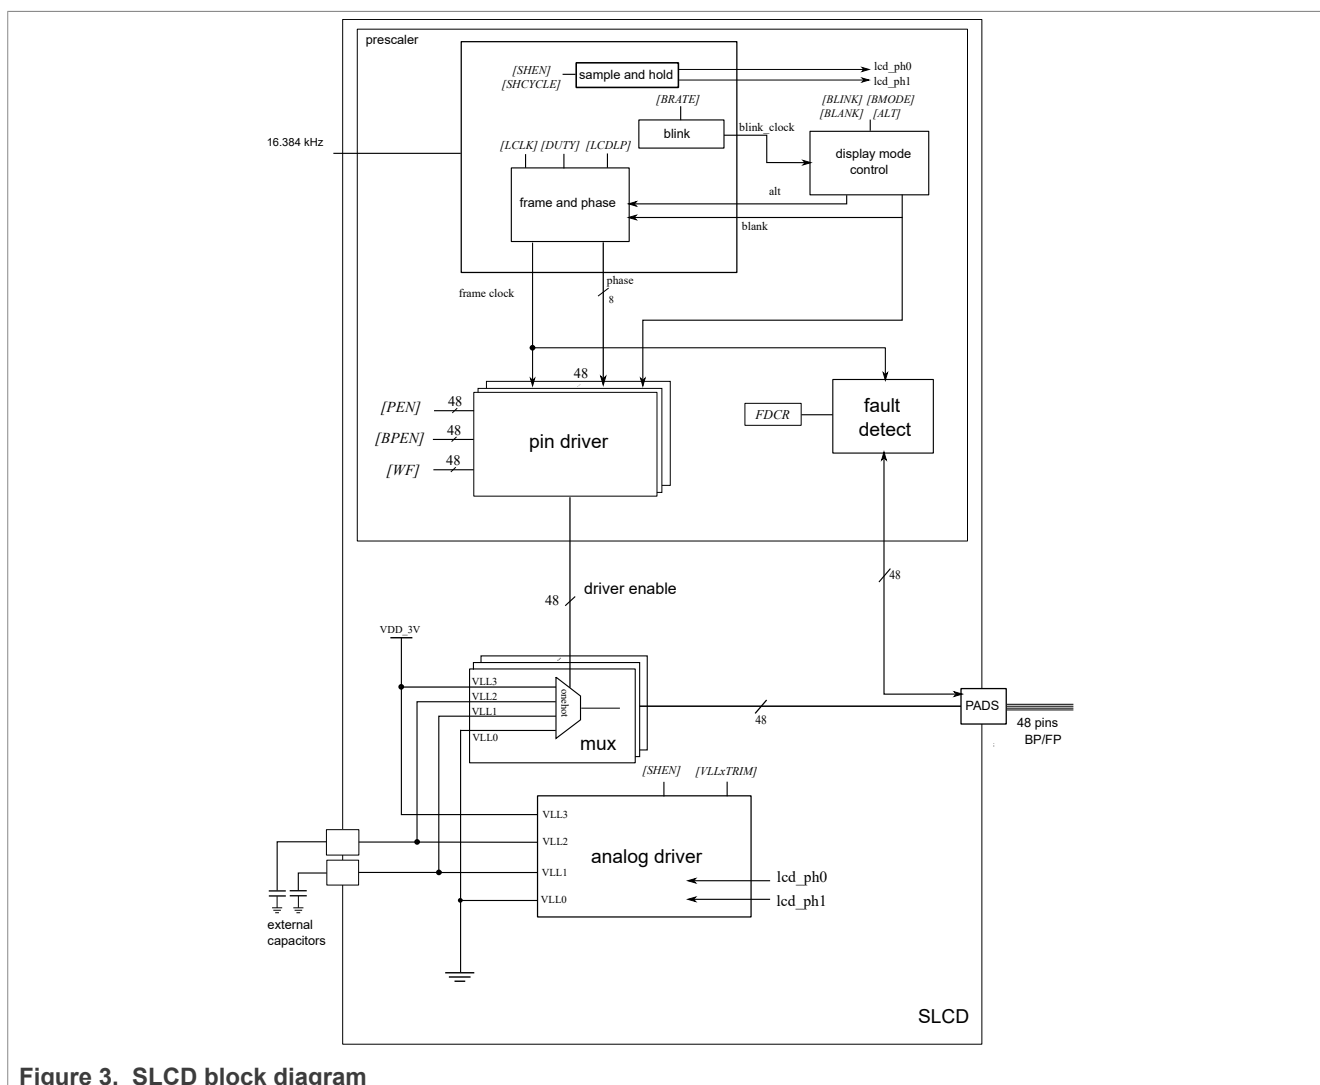 prescaler
[SHEN]
[SHCYCLE]
sample and hold
lcd_ph0
lcd_ph1
[BRATE]
[BLINK] [BMODE]
[BLANK] [ALT]
blink
blink_clock
16.384 kHz
[LCLK] [DUTY] [LCDLP]
display mode
control
frame and phase
alt
blank
frame clock
phase
8
48
[PEN]
48
[BPEN]
48
[WF]
48
pin driver
FDCR
fault
detect
48
driver enable
48
VDD_3V
VLL3
VLL2
VLL1
VLL0
onehot
mux
48
PADS
48 pins
BP/FP
[SHEN]
[VLLxTRIM]
VLL3
VLL2
VLL1
VLL0
analog driver
lcd_ph0
lcd_ph1
external
capacitors
SLCD
Figure 3. SLCD block diagram